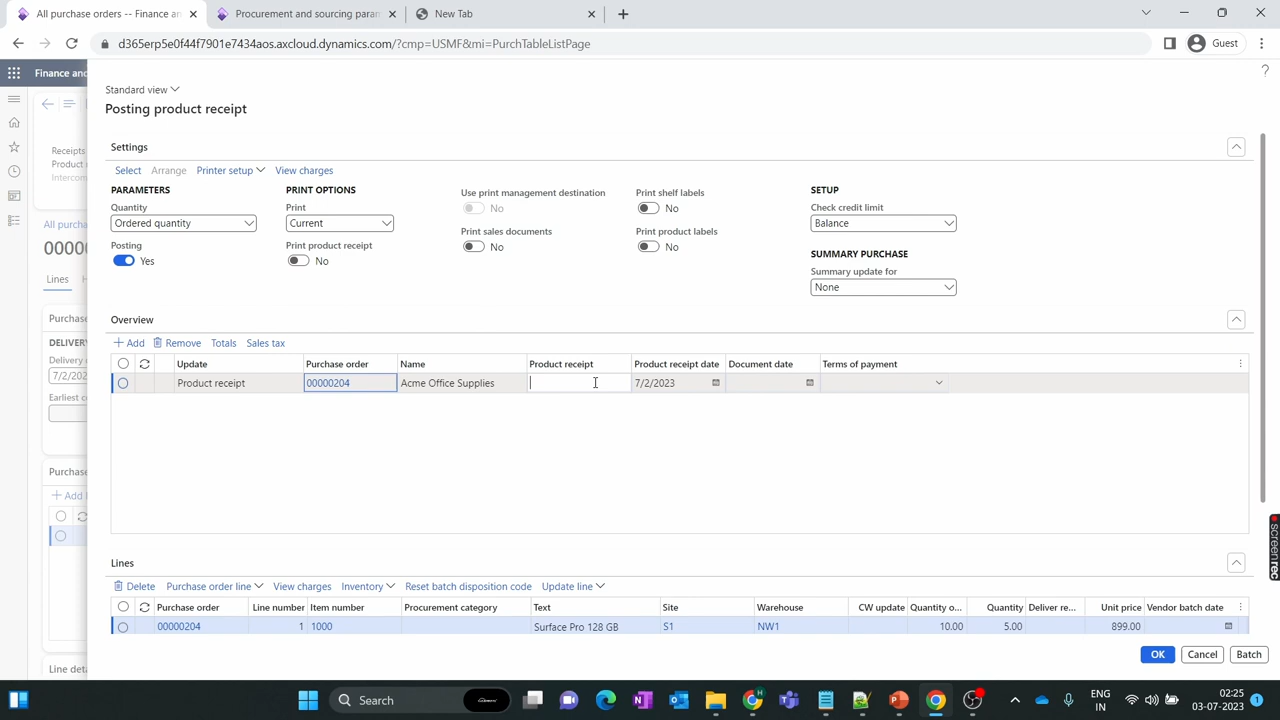 All purchase orders -- Finance an
Procurement and sourcing param
New Tab
d365erp5e0f44f7901e7434aos.axcloud.dynamics.com/?cmp=USMF&mi=PurchTableListPage
Guest
Finance and
Standard view
Posting product receipt
Receipts
Product
Interco
Settings
Select Arrange Printer setup View charges
PARAMETERS PRINT OPTIONS Use print management destination Print shelf labels SETUP
Quantity Print No No Check credit limit
Ordered quantity Current Print sales documents Print product labels Balance
Posting Print product receipt No No SUMMARY PURCHASE
Yes No Summary update for
None
All purcha
0000
Lines
Purchas
DELIVER
Delivery
7/2/202
Earliest c
Overview
Add Remove Totals Sales tax
Update Purchase order Name Product receipt Product receipt date Document date Terms of payment
Product receipt 00000204 Acme Office Supplies 7/2/2023
Purchas
Add
Line deta
Lines
Delete Purchase order line View charges Inventory Reset batch disposition code Update line
Purchase order Line number Item number Procurement category Text Site Warehouse CW update Quantity o... Quantity Deliver re... Unit price Vendor batch date
00000204 1 1000 Surface Pro 128 GB S1 NW1 10.00 5.00 899.00
OK Cancel Batch
screenrec
Search
ENG
IN
02:25
03-07-2023
1